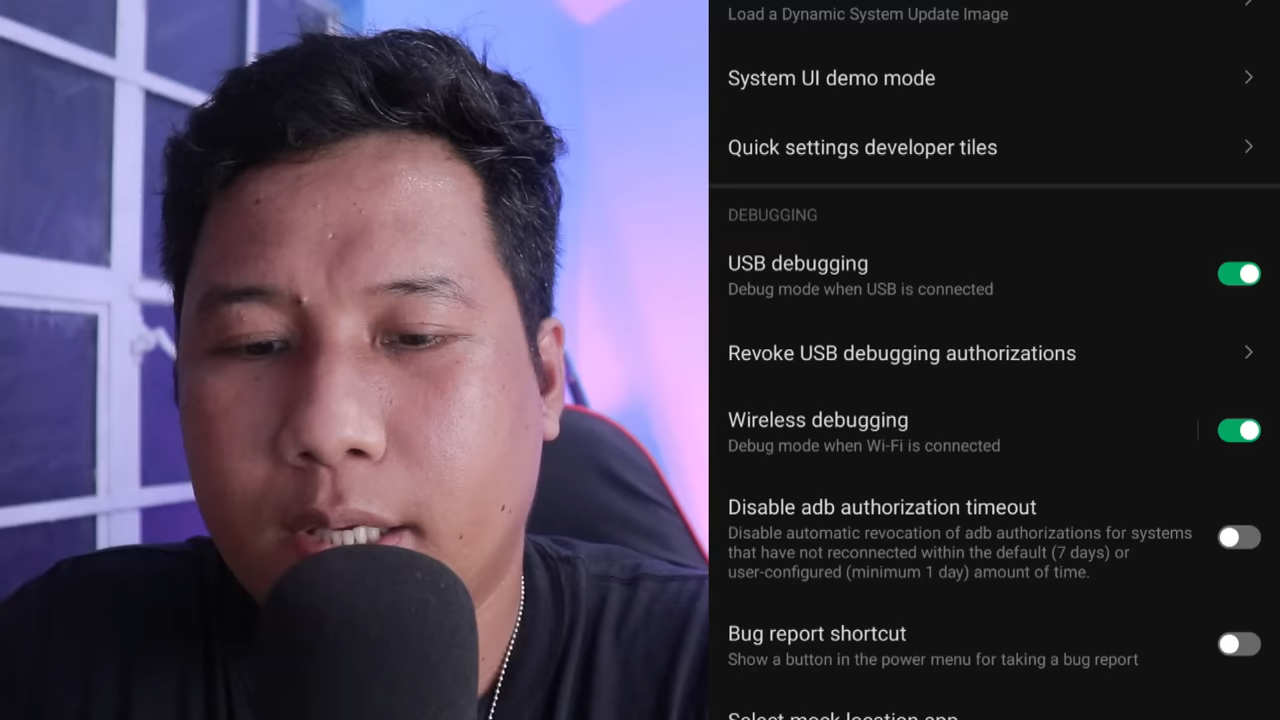 Load a Dynamic System Update Image
System UI demo mode
Quick settings developer tiles
DEBUGGING
USB debugging
Debug mode when USB is connected
Revoke USB debugging authorizations
Wireless debugging
Debug mode when Wi-Fi is connected
Disable adb authorization timeout
Disable automatic revocation of adb authorizations for systems
that have not reconnected within the default (7 days) or
user-configured (minimum 1 day) amount of time.
Bug report shortcut
Show a button in the power menu for taking a bug report
Select mock location app